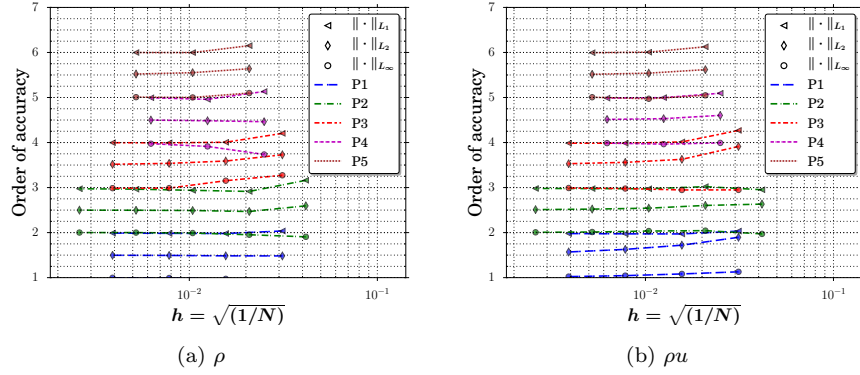 7
6
5
4
3
2
1
Order of accuracy
10⁻²
10⁻¹
h = √(1/N)
‖ · ‖_{L₁}
‖ · ‖_{L₂}
‖ · ‖_{L∞}
P1
P2
P3
P4
P5
(a) ρ
7
6
5
4
3
2
1
Order of accuracy
10⁻²
10⁻¹
h = √(1/N)
‖ · ‖_{L₁}
‖ · ‖_{L₂}
‖ · ‖_{L∞}
P1
P2
P3
P4
P5
(b) ρu